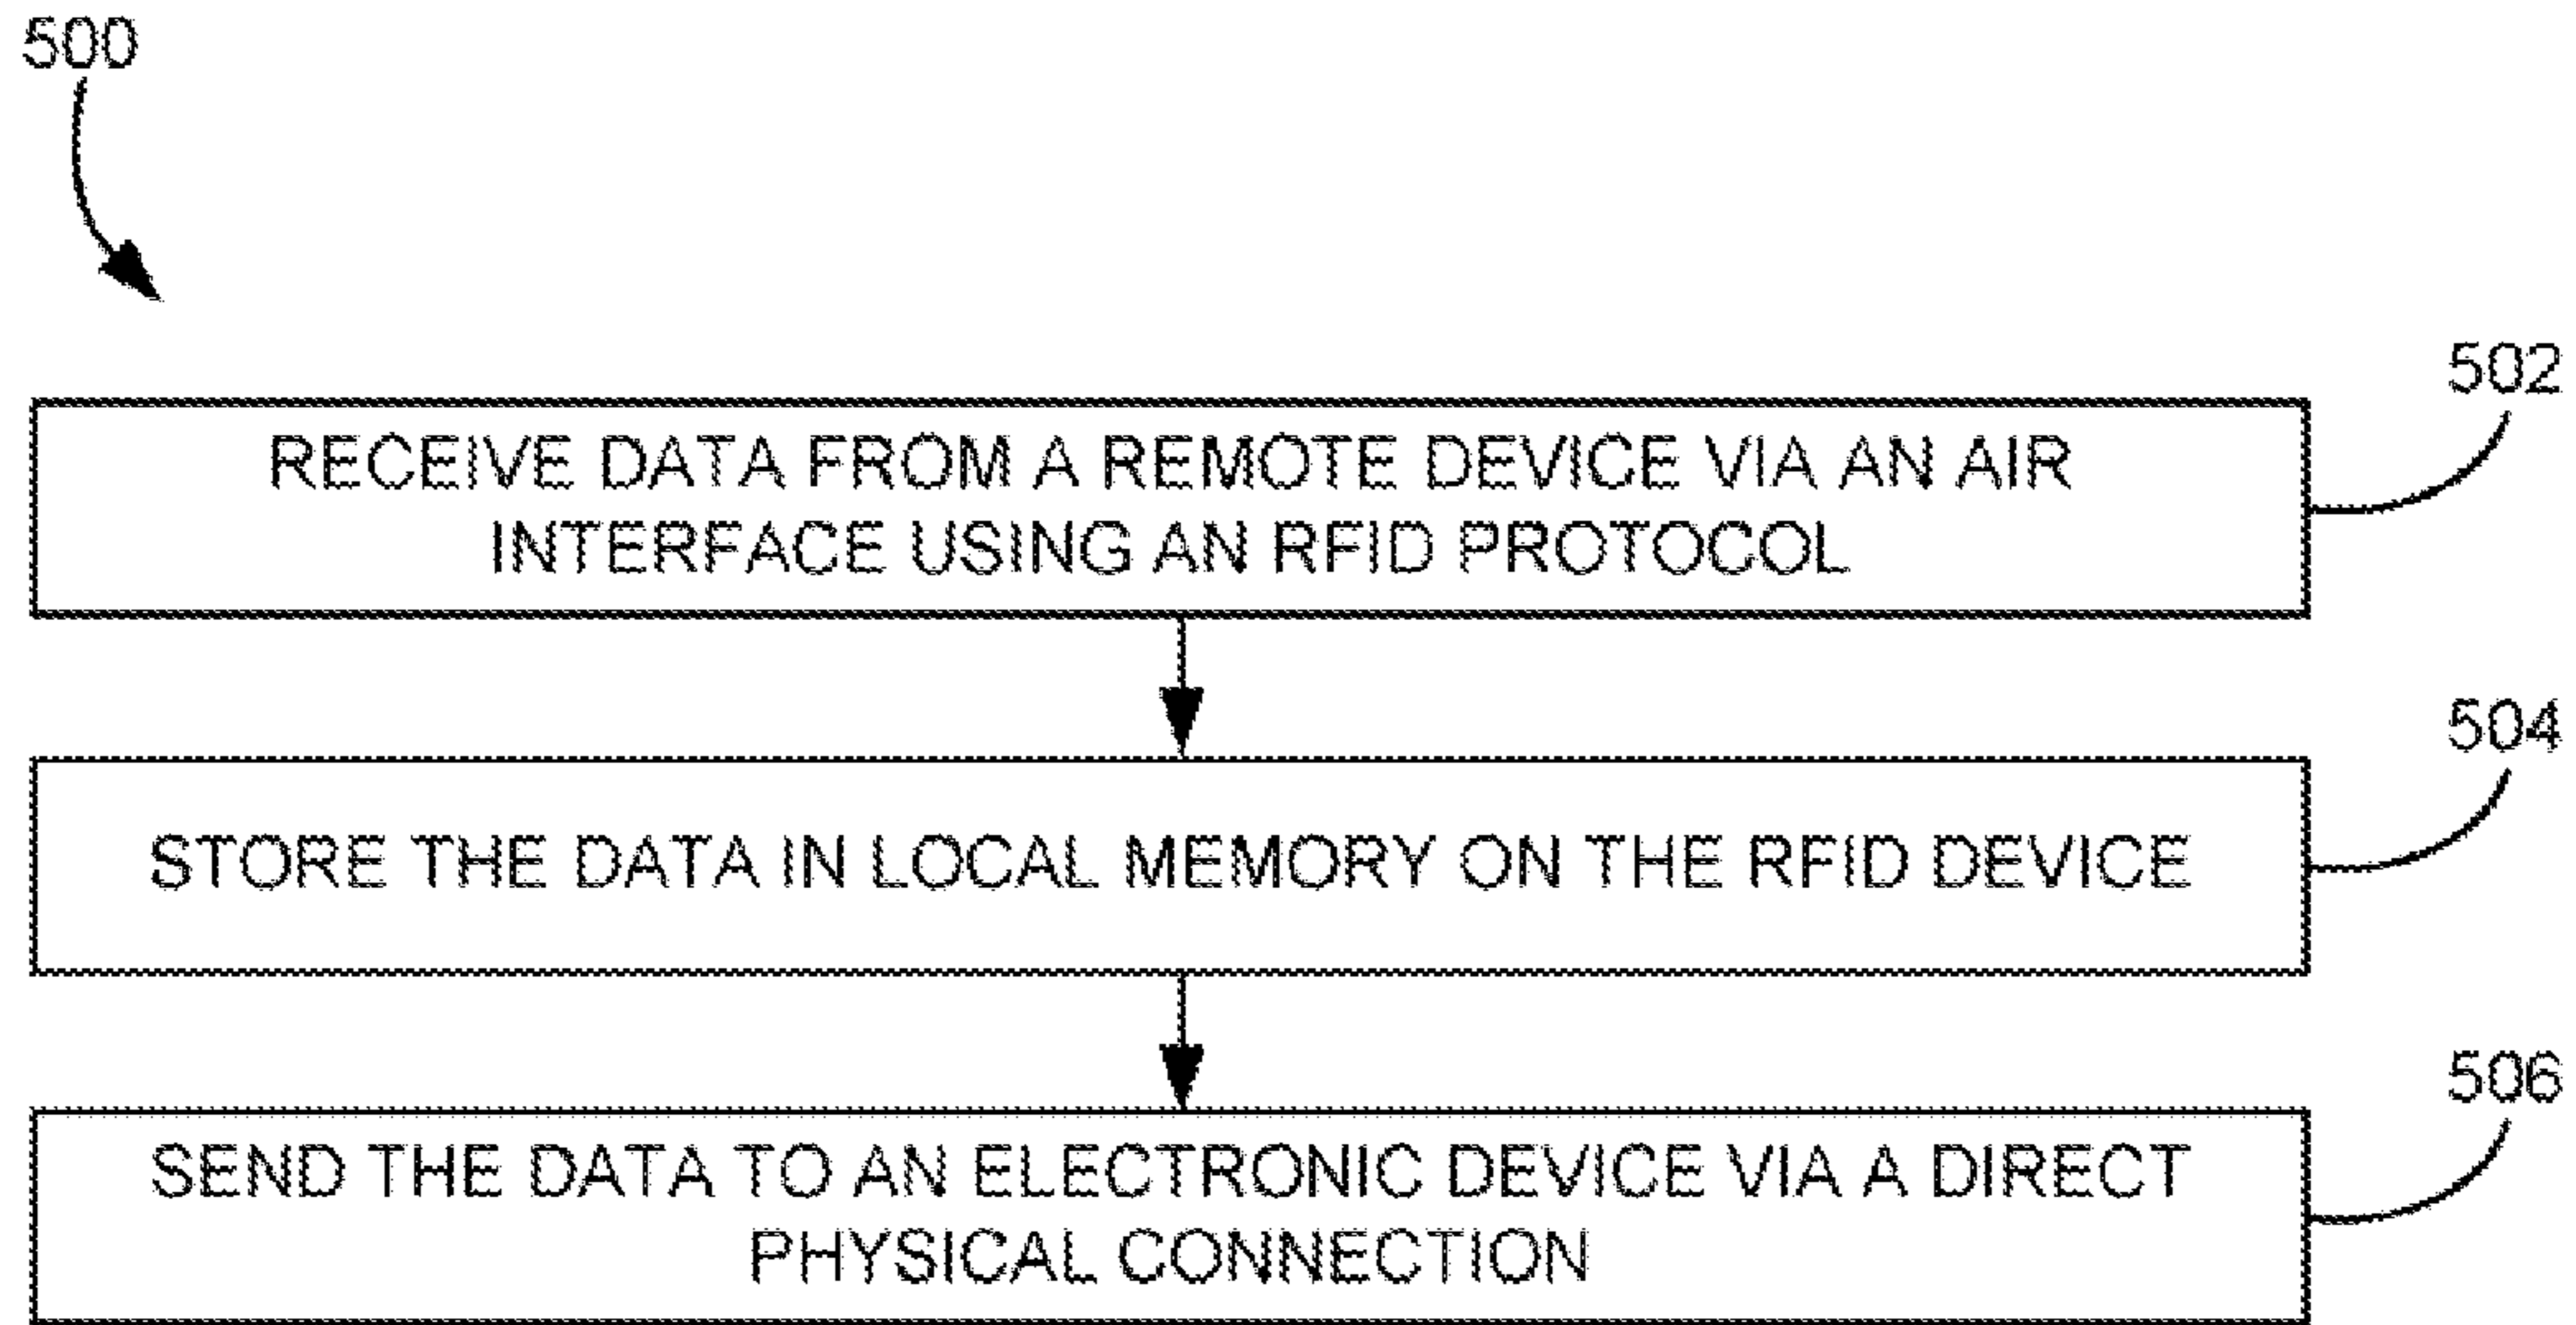 500
502
RECEIVE DATA FROM A REMOTE DEVICE VIA AN AIR
INTERFACE USING AN RFID PROTOCOL
504
STORE THE DATA IN LOCAL MEMORY ON THE RFID DEVICE
506
SEND THE DATA TO AN ELECTRONIC DEVICE VIA A DIRECT
PHYSICAL CONNECTION